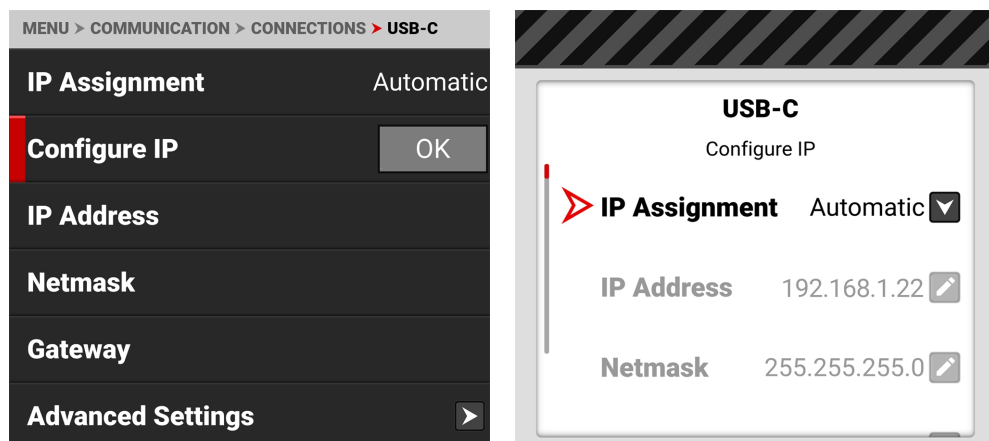 MENU ➤ COMMUNICATION ➤ CONNECTIONS ➤ USB-C
IP Assignment Automatic
Configure IP OK
IP Address
Netmask
Gateway
Advanced Settings
USB-C
Configure IP
IP Assignment Automatic
IP Address 192.168.1.22
Netmask 255.255.255.0